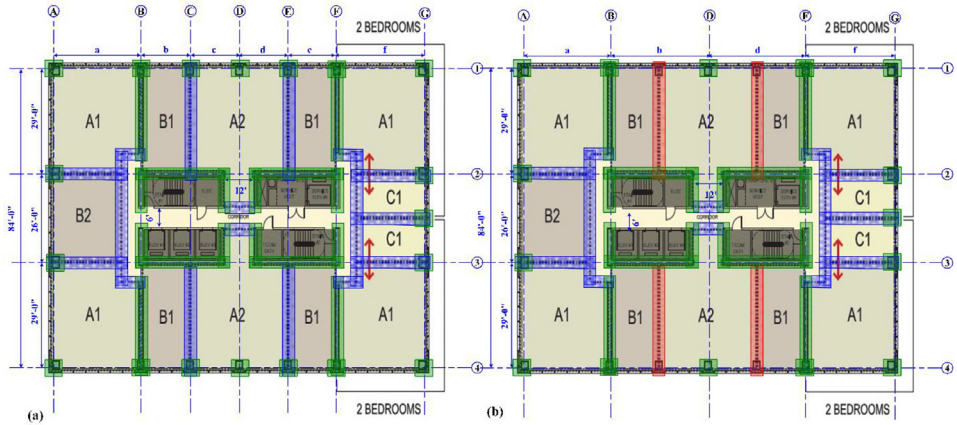 2 BEDROOMS
A B C D E F G
a b c d e f
1
29'-0"
A1 B1 A2 B1 A1
2
12'
C1
84'-0"
26'-0"
B2
6'
CORRIDOR
C1
3
29'-0"
A1 B1 A2 B1 A1
4
(a)
2 BEDROOMS
2 BEDROOMS
A B D F G
a b d f
1
29'-0"
A1 B1 A2 B1 A1
2
12'
C1
84'-0"
26'-0"
B2
6'
CORRIDOR
C1
3
29'-0"
A1 B1 A2 B1 A1
4
(b)
2 BEDROOMS